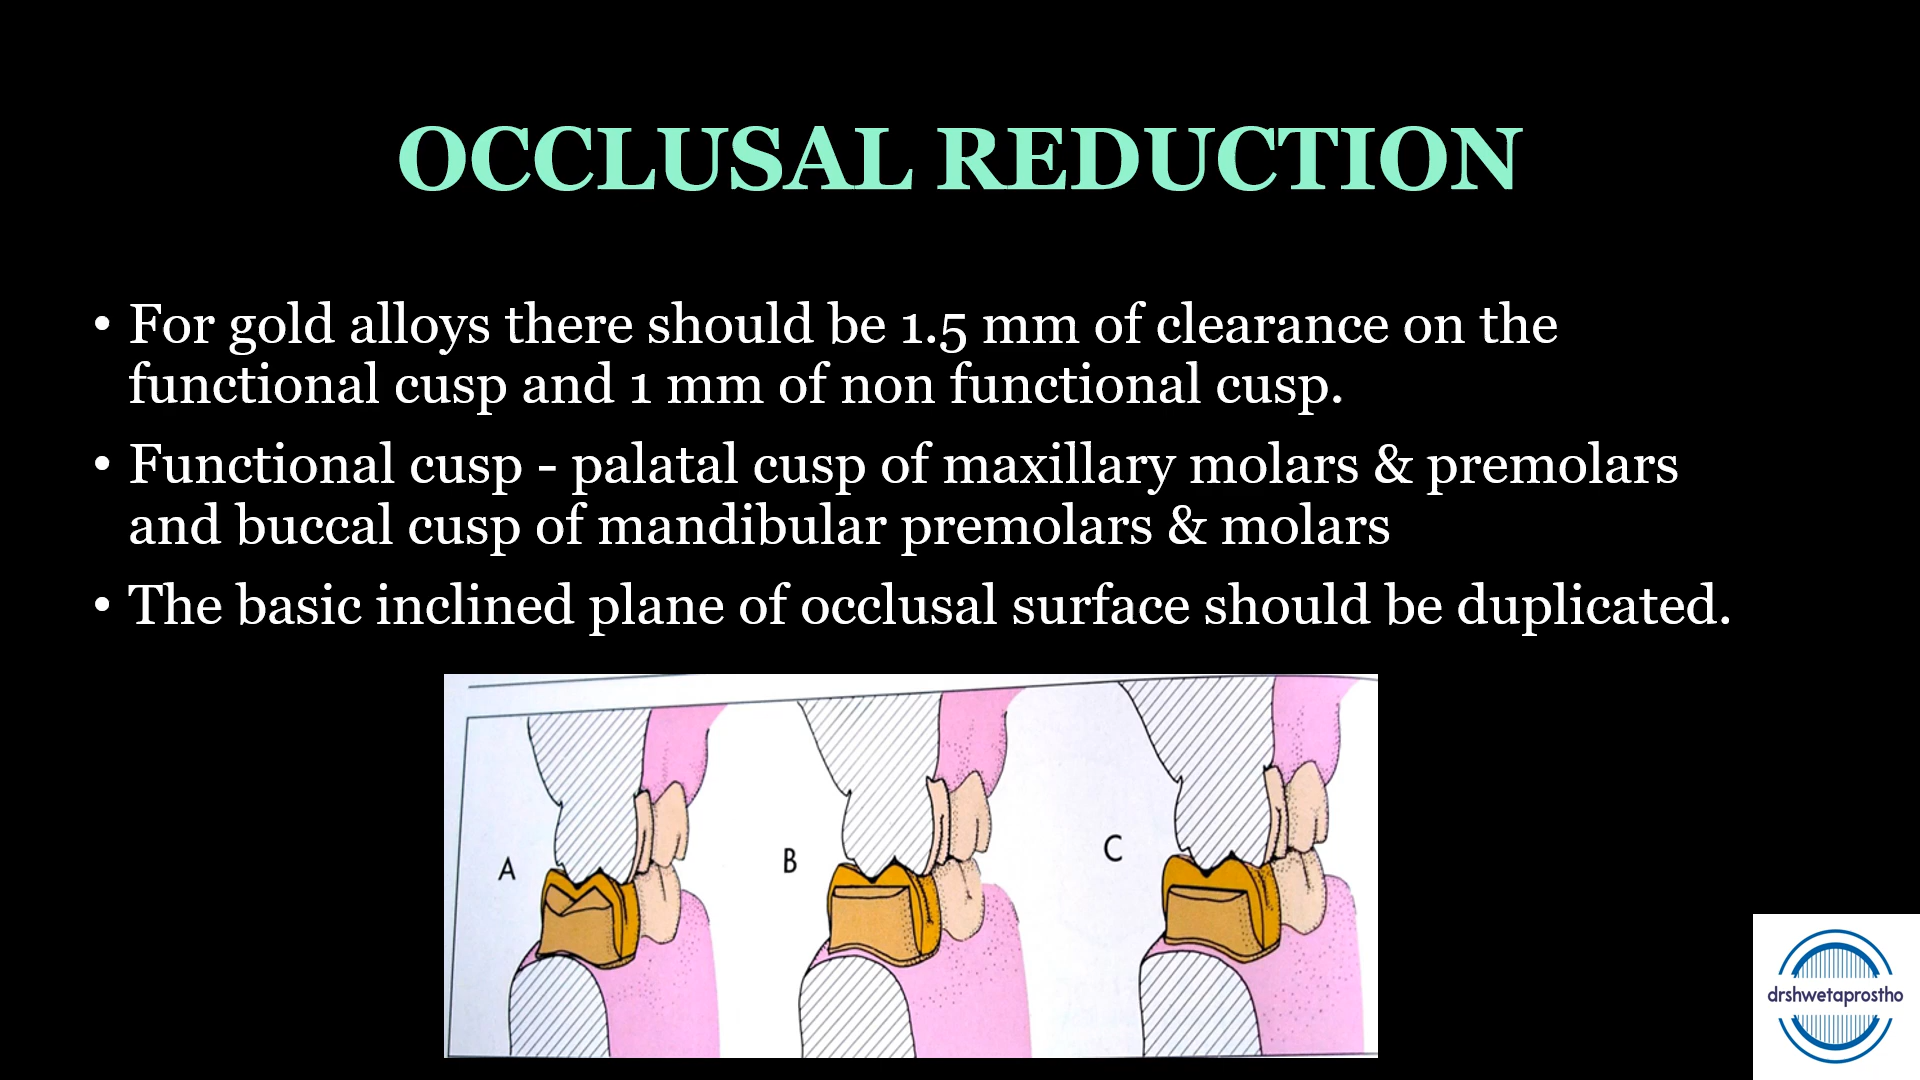 OCCLUSAL REDUCTION
• For gold alloys there should be 1.5 mm of clearance on the
functional cusp and 1 mm of non functional cusp.
• Functional cusp - palatal cusp of maxillary molars & premolars
and buccal cusp of mandibular premolars & molars
• The basic inclined plane of occlusal surface should be duplicated.
A
B
C
drshwetaprostho